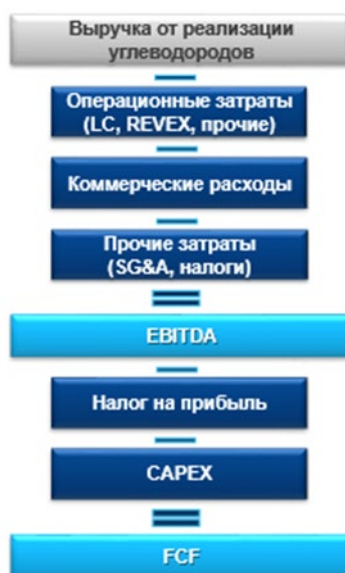 Выручка от реализации
углеводородов
Операционные затраты
(LC, REVEX, прочие)
Коммерческие расходы
Прочие затраты
(SG&A, налоги)
EBITDA
Налог на прибыль
CAPEX
FCF